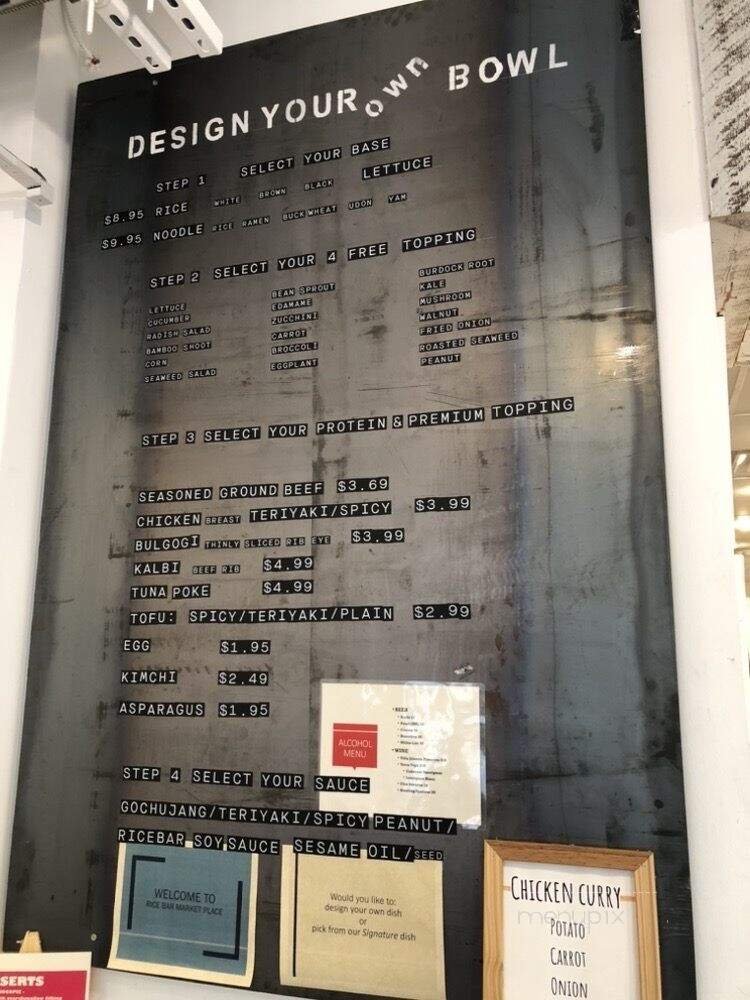 DESIGN YOUR own BOWL
STEP 1 SELECT YOUR BASE
$8.95 RICE WHITE BROWN BLACK LETTUCE
$9.95 NOODLE RICE RAMEN BUCKWHEAT UDON YAM
STEP 2 SELECT YOUR 4 FREE TOPPING
LETTUCE
CUCUMBER
RADISH SALAD
BAMBOO SHOOT
CORN
SEAWEED SALAD
BEAN SPROUT
EDAMAME
ZUCCHINI
CARROT
BROCCOLI
EGGPLANT
BURDOCK ROOT
KALE
MUSHROOM
WALNUT
FRIED ONION
ROASTED SEAWEED
PEANUT
STEP 3 SELECT YOUR PROTEIN & PREMIUM TOPPING
SEASONED GROUND BEEF $3.69
CHICKEN BREAST TERIYAKI/SPICY $3.99
BULGOGI THINLY SLICED RIB EYE $3.99
KALBI BEEF RIB $4.99
TUNA POKE $4.99
TOFU: SPICY/TERIYAKI/PLAIN $2.99
EGG $1.95
KIMCHI $2.49
ASPARAGUS $1.95
ALCOHOL
MENU
• BEER
• WINE
STEP 4 SELECT YOUR SAUCE
GOCHUJANG/TERIYAKI/SPICY PEANUT/
RICEBAR SOY SAUCE SESAME OIL/SEED
WELCOME TO
RICE BAR MARKET PLACE
Would you like to:
design your own dish
or
pick from our Signature dish
CHICKEN CURRY
menupix
POTATO
CARROT
ONION
SERTS